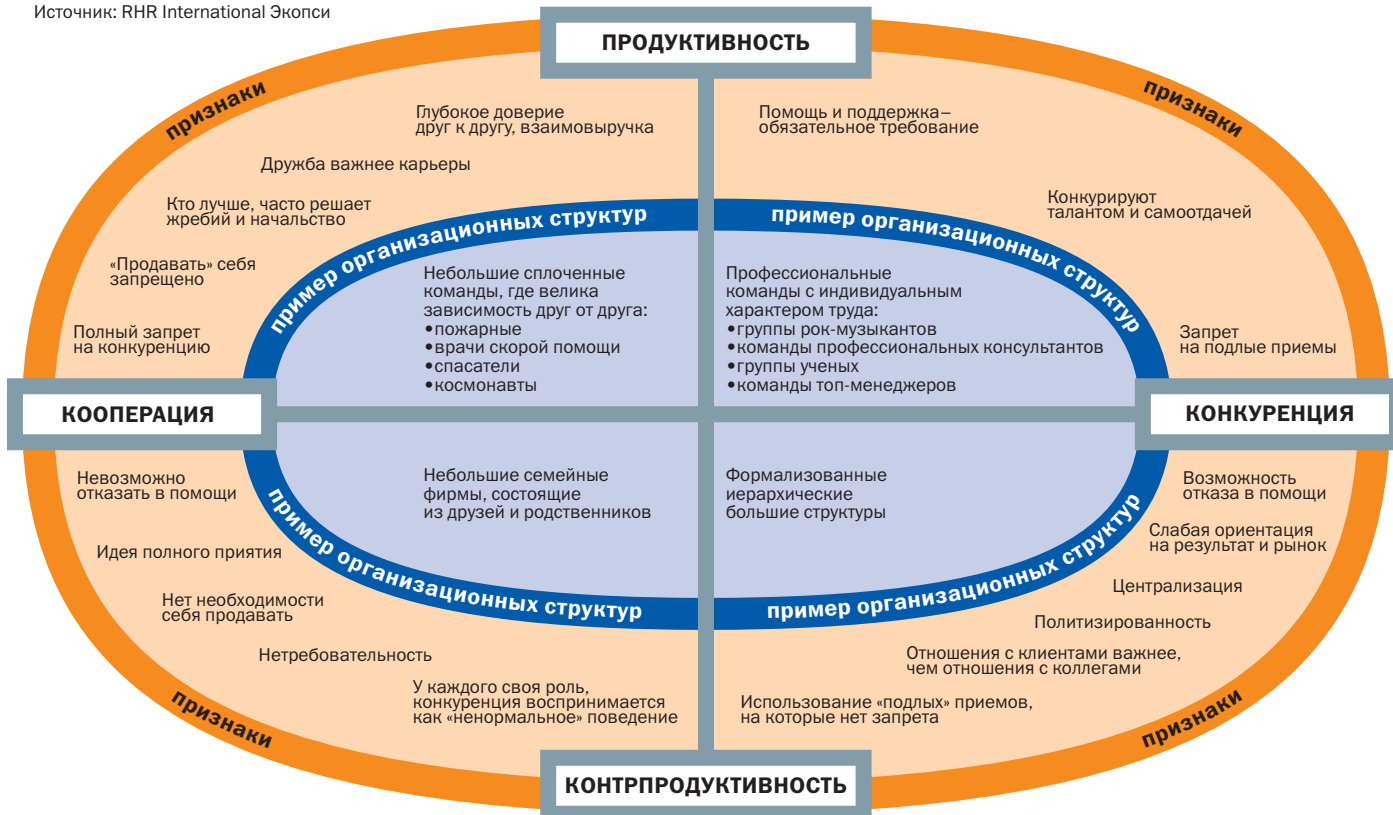 Источник: RHR International Экопси
ПРОДУКТИВНОСТЬ
признаки
признаки
Глубокое доверие
друг к другу, взаимовыручка
Дружба важнее карьеры
Кто лучше, часто решает
жребий и начальство
«Продавать» себя
запрещено
Полный запрет
на конкуренцию
Помощь и поддержка–
обязательное требование
Конкурируют
талантом и самоотдачей
Запрет
на подлые приемы
пример организационных структур
Небольшие сплоченные
команды, где велика
зависимость друг от друга:
•пожарные
•врачи скорой помощи
•спасатели
•космонавты
пример организационных структур
Профессиональные
команды с индивидуальным
характером труда:
•группы рок-музыкантов
•команды профессиональных консультантов
•группы ученых
•команды топ-менеджеров
КООПЕРАЦИЯ
КОНКУРЕНЦИЯ
Небольшие семейные
фирмы, состоящие
из друзей и родственников
пример организационных структур
Формализованные
иерархические
большие структуры
пример организационных структур
Невозможно
отказать в помощи
Идея полного приятия
Нет необходимости
себя продавать
Нетребовательность
У каждого своя роль,
конкуренция воспринимается
как «ненормальное» поведение
Возможность
отказа в помощи
Слабая ориентация
на результат и рынок
Централизация
Политизированность
Отношения с клиентами важнее,
чем отношения с коллегами
Использование «подлых» приемов,
на которые нет запрета
признаки
признаки
КОНТРПРОДУКТИВНОСТЬ